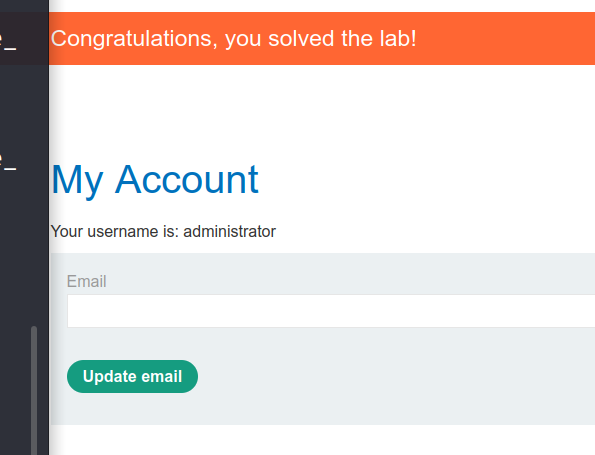 e_
Congratulations, you solved the lab!
e_
My Account
Your username is: administrator
Email
Update email